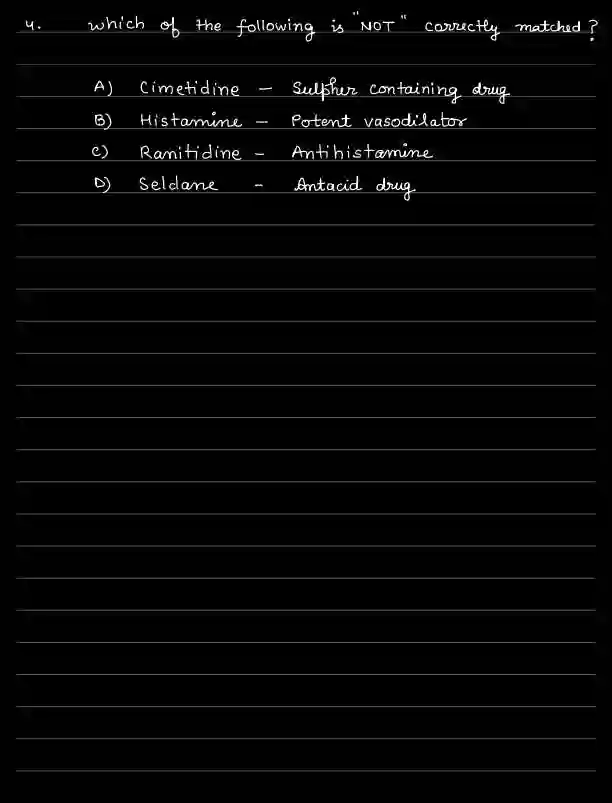 4. which of the following is "NOT" correctly matched?
A) Cimetidine - Sulpher containing drug
B) Histamine - Potent vasodilator
C) Ranitidine - Antihistamine
D) Seldane - Antacid drug